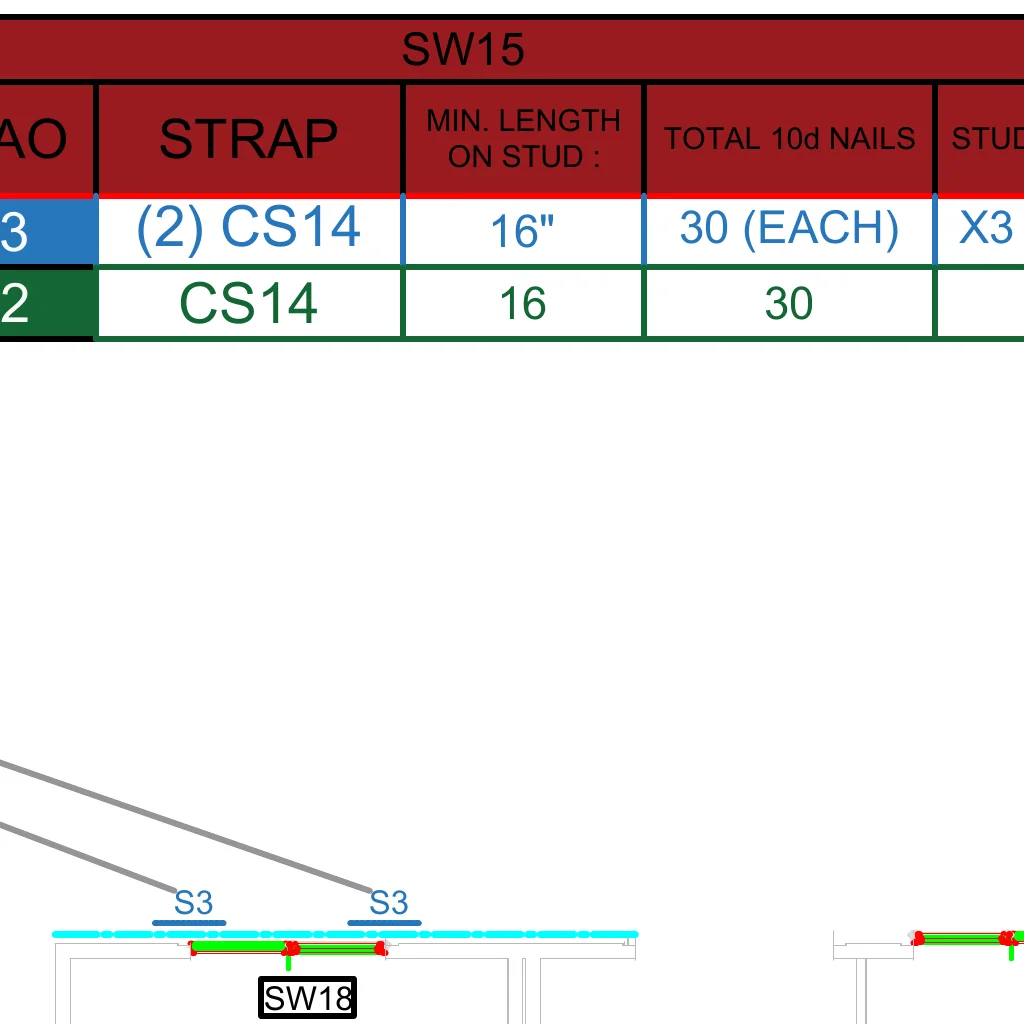 SW15
AO STRAP MIN. LENGTH ON STUD : TOTAL 10d NAILS STUD
3 (2) CS14 16" 30 (EACH) X3
2 CS14 16 30
S3 S3
SW18